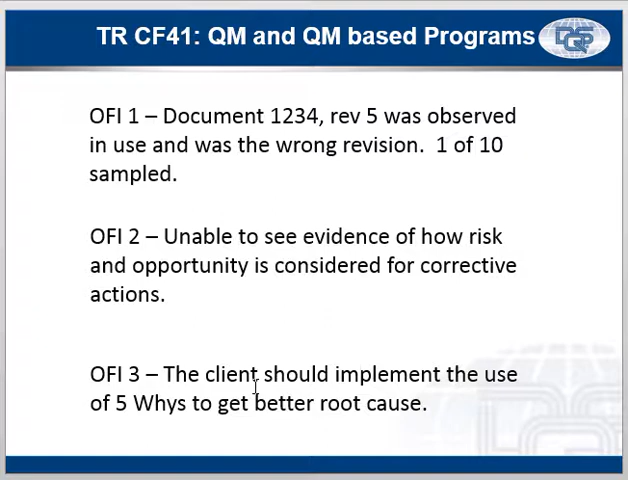 TR CF41: QM and QM based Programs
DQS
OFI 1 – Document 1234, rev 5 was observed
in use and was the wrong revision.  1 of 10
sampled.
OFI 2 – Unable to see evidence of how risk
and opportunity is considered for corrective
actions.
OFI 3 – The client should implement the use
of 5 Whys to get better root cause.